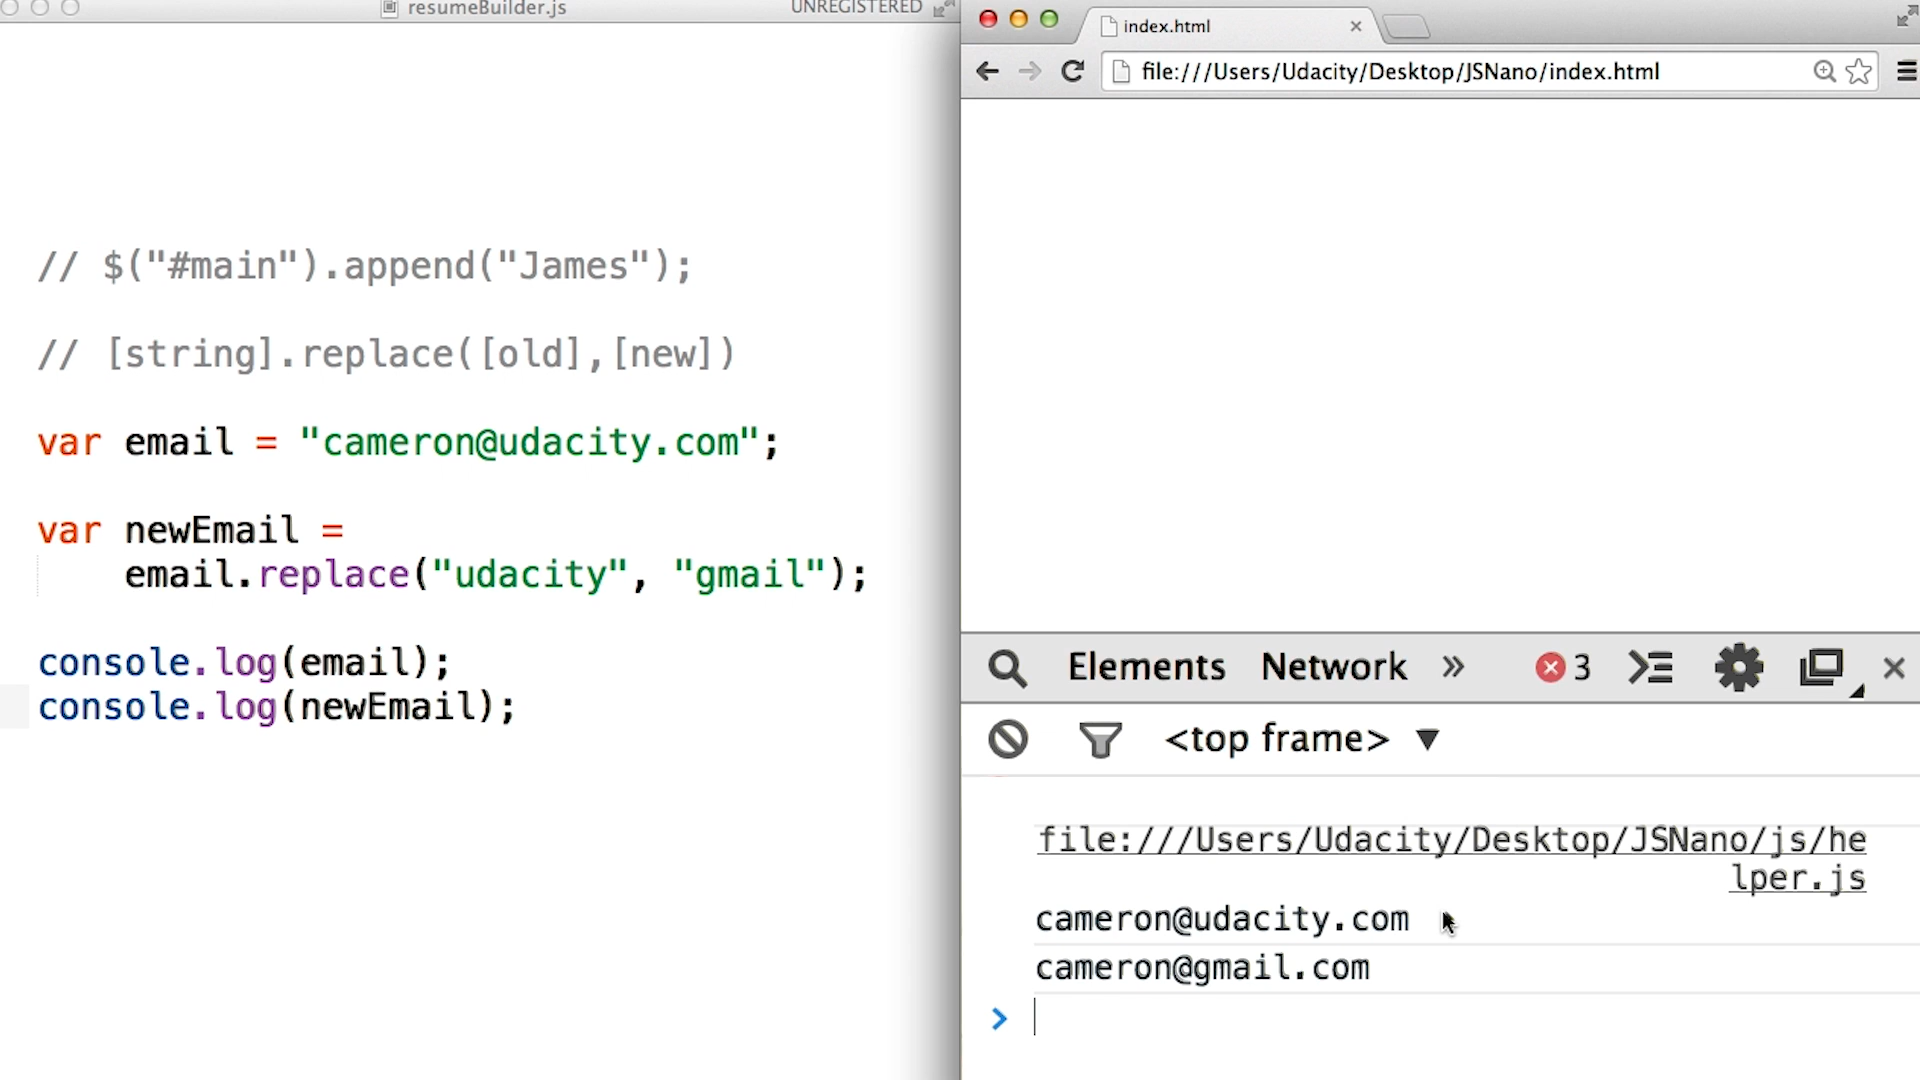 resumeBuilder.js
UNREGISTERED
// $("#main").append("James");
// [string].replace([old],[new])
var email = "cameron@udacity.com";
var newEmail =
email.replace("udacity", "gmail");
console.log(email);
console.log(newEmail);
index.html
file:///Users/Udacity/Desktop/JSNano/index.html
Elements Network » 3
<top frame> ▼
file:///Users/Udacity/Desktop/JSNano/js/he
lper.js
cameron@udacity.com
cameron@gmail.com
>